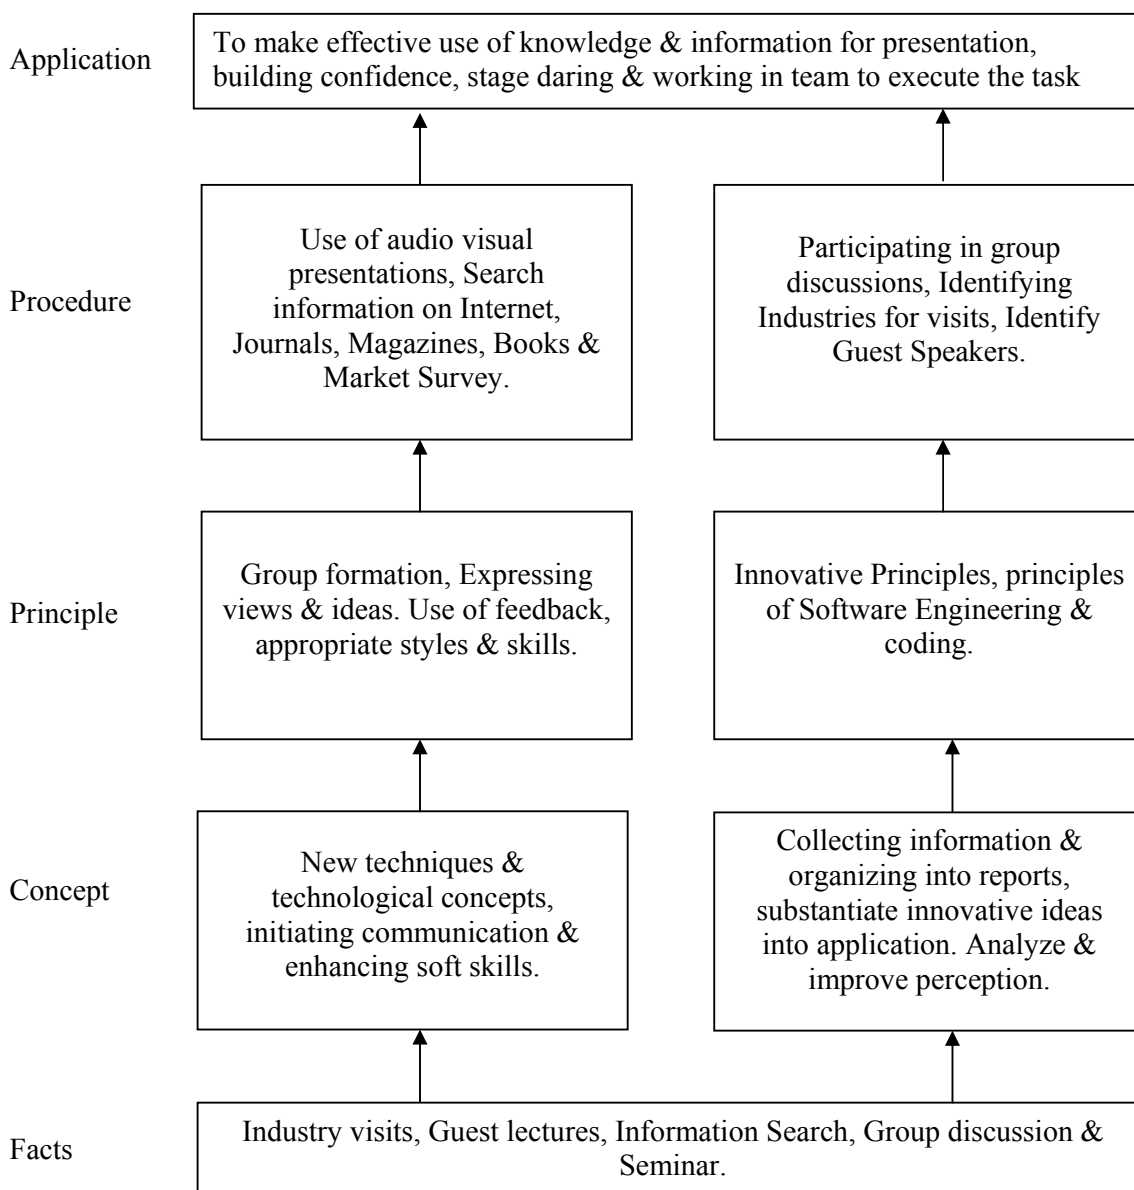 Application
To make effective use of knowledge & information for presentation,
building confidence, stage daring & working in team to execute the task
Procedure
Use of audio visual
presentations, Search
information on Internet,
Journals, Magazines, Books &
Market Survey.
Participating in group
discussions, Identifying
Industries for visits, Identify
Guest Speakers.
Principle
Group formation, Expressing
views & ideas. Use of feedback,
appropriate styles & skills.
Innovative Principles, principles
of Software Engineering &
coding.
Concept
New techniques &
technological concepts,
initiating communication &
enhancing soft skills.
Collecting information &
organizing into reports,
substantiate innovative ideas
into application. Analyze &
improve perception.
Facts
Industry visits, Guest lectures, Information Search, Group discussion &
Seminar.